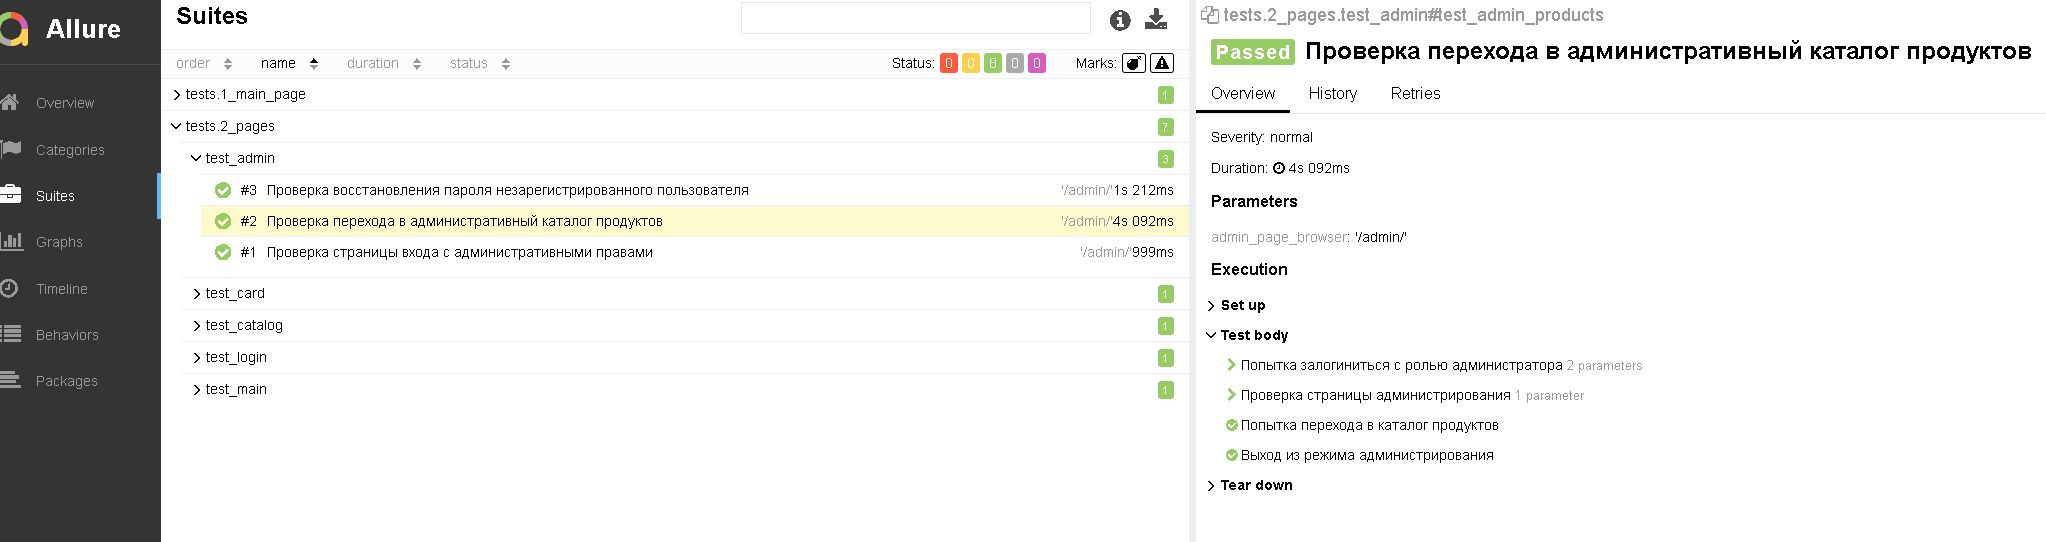 Allure
Overview
Categories
Suites
Graphs
Timeline
Behaviors
Packages
Suites
order name duration status Status: 0 0 8 0 0 Marks:
tests.1_main_page 1
tests.2_pages 7
test_admin 3
#3 Проверка восстановления пароля незарегистрированного пользователя '/admin/' 1s 212ms
#2 Проверка перехода в административный каталог продуктов '/admin/' 4s 092ms
#1 Проверка страницы входа с административными правами '/admin/' 999ms
test_card 1
test_catalog 1
test_login 1
test_main 1
tests.2_pages.test_admin#test_admin_products
Passed Проверка перехода в административный каталог продуктов
Overview History Retries
Severity: normal
Duration: 4s 092ms
Parameters
admin_page_browser: '/admin/'
Execution
Set up
Test body
Попытка залогиниться с ролью администратора 2 parameters
Проверка страницы администрирования 1 parameter
Попытка перехода в каталог продуктов
Выход из режима администрирования
Tear down